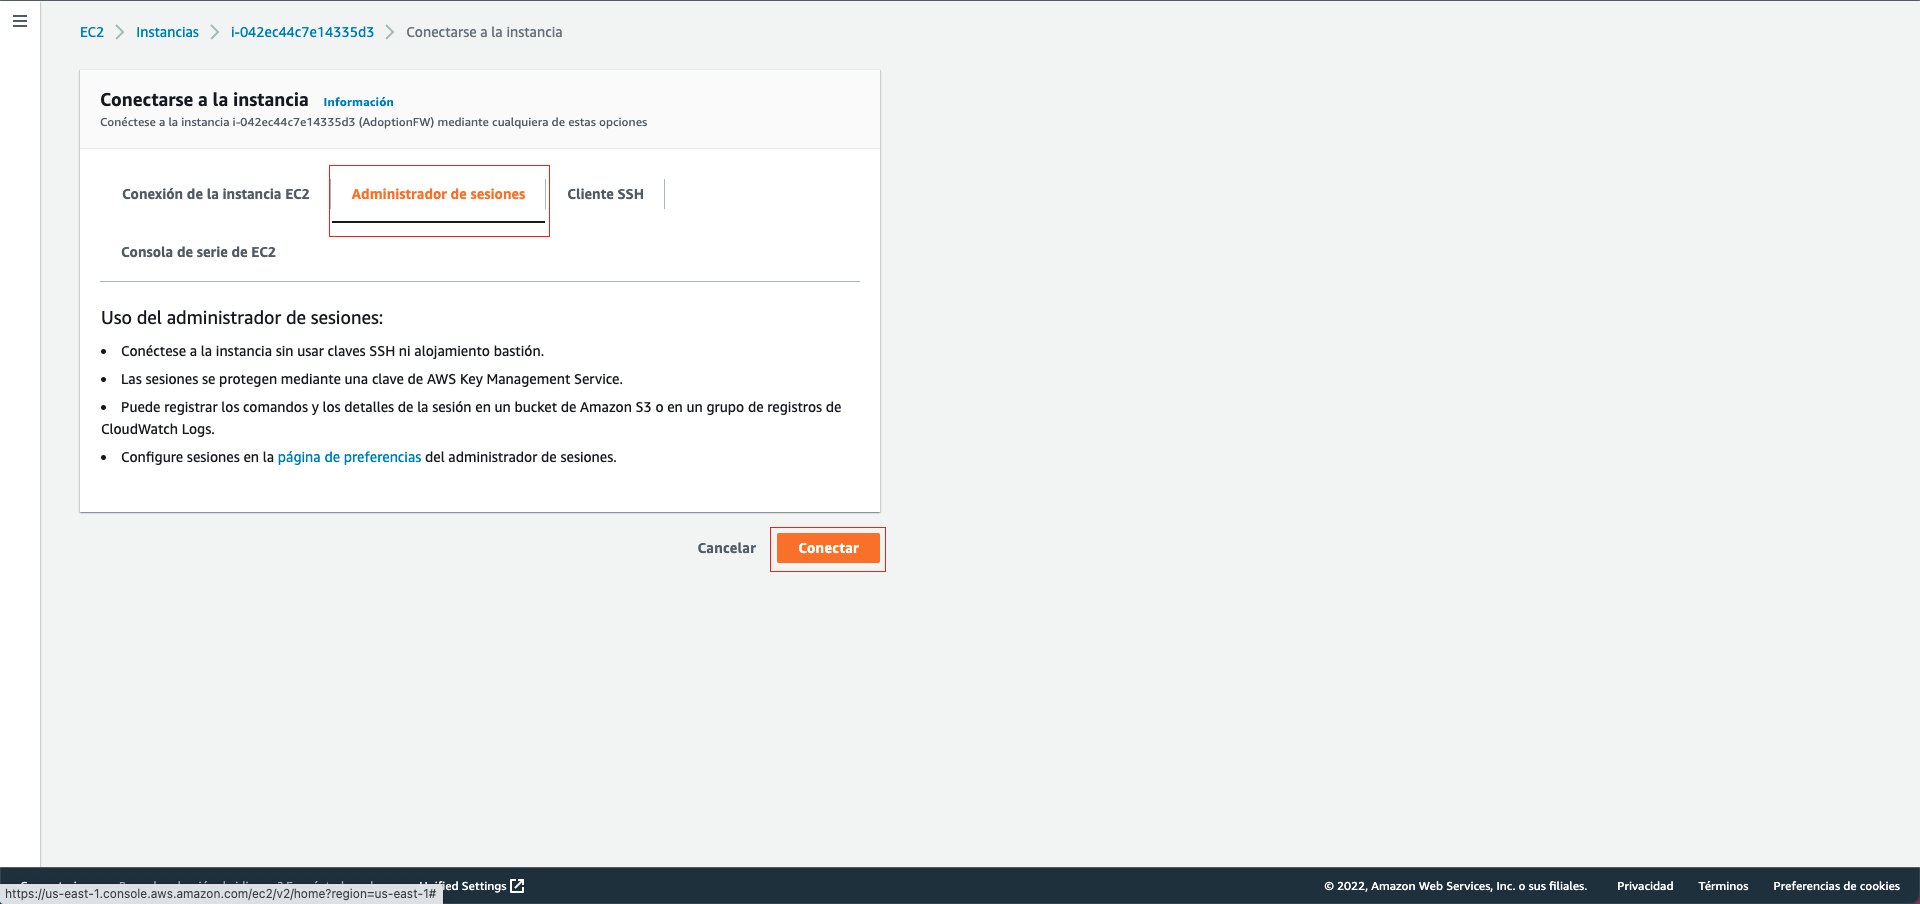 EC2 Instancias i-042ec44c7e14335d3 Conectarse a la instancia
Conectarse a la instancia Información
Conéctese a la instancia i-042ec44c7e14335d3 (AdoptionFW) mediante cualquiera de estas opciones
Conexión de la instancia EC2 Administrador de sesiones Cliente SSH
Consola de serie de EC2
Uso del administrador de sesiones:
• Conéctese a la instancia sin usar claves SSH ni alojamiento bastión.
• Las sesiones se protegen mediante una clave de AWS Key Management Service.
• Puede registrar los comandos y los detalles de la sesión en un bucket de Amazon S3 o en un grupo de registros de
CloudWatch Logs.
• Configure sesiones en la página de preferencias del administrador de sesiones.
Cancelar Conectar
Settings © 2022, Amazon Web Services, Inc. o sus filiales. Privacidad Términos Preferencias de cookies
https://us-east-1.console.aws.amazon.com/ec2/v2/home?region=us-east-1#